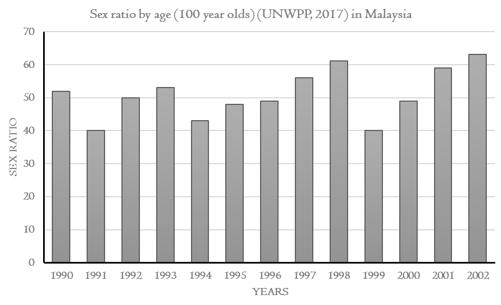 Sex ratio by age (100 year olds) (UNWPP, 2017) in Malaysia
70
60
50
40
30
20
10
0
SEX RATIO
1990 1991 1992 1993 1994 1995 1996 1997 1998 1999 2000 2001 2002
YEARS